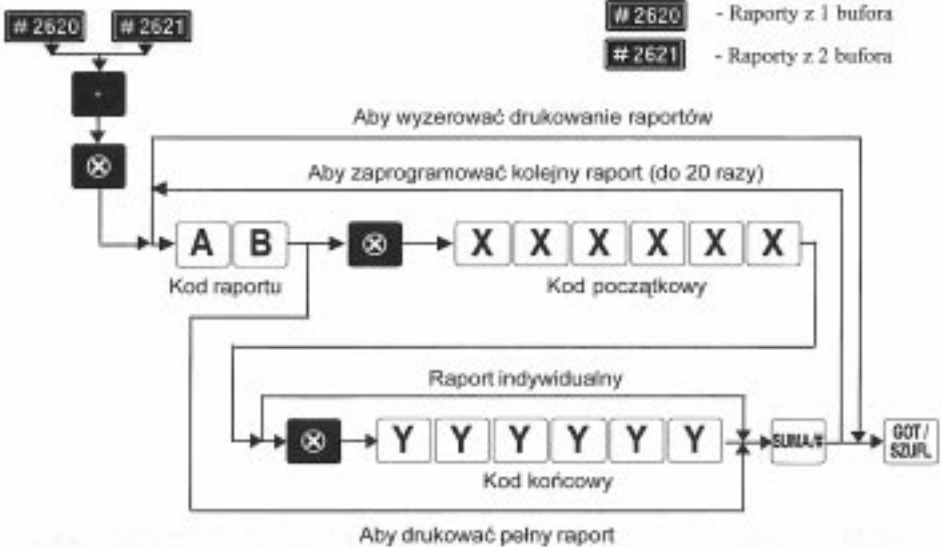 # 2620 # 2621
# 2620 - Raporty z 1 bufora
# 2621 - Raporty z 2 bufora
.
Aby wyzerować drukowanie raportów
⊗
Aby zaprogramować kolejny raport (do 20 razy)
A B ⊗ X X X X X X
Kod raportu Kod początkowy
Raport indywidualny
⊗ Y Y Y Y Y Y SUMA/# GOT / SZUFL
Kod końcowy
Aby drukować pełny raport